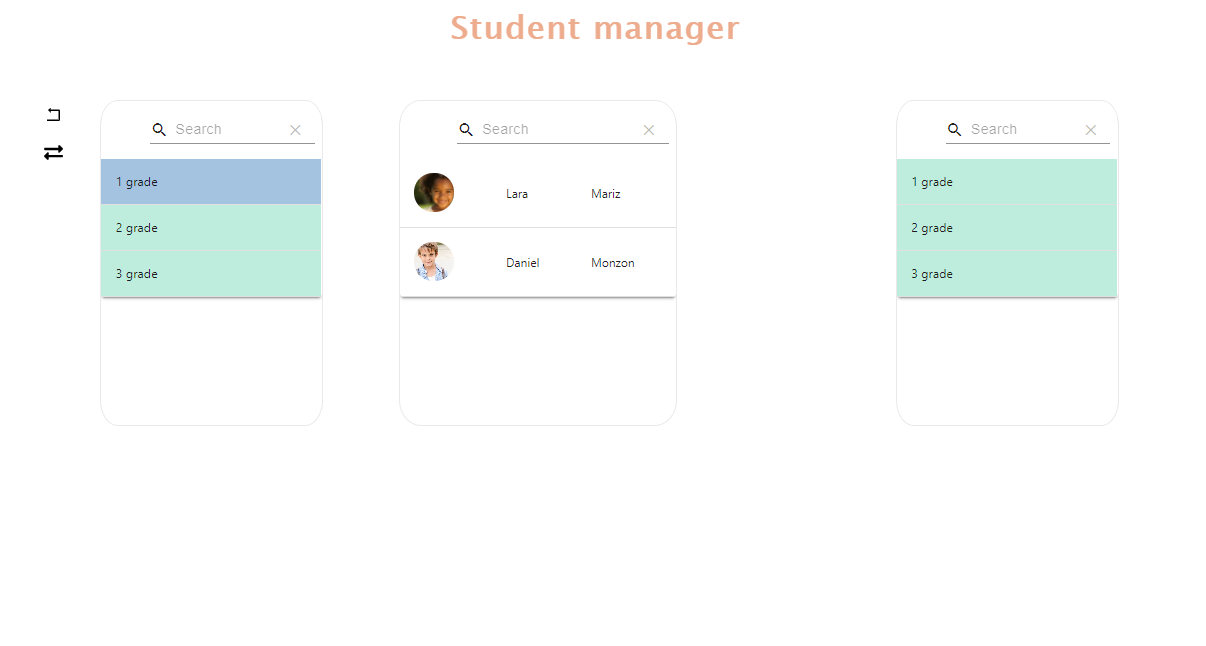 Student manager
Search
1 grade
2 grade
3 grade
Search
Lara Mariz
Daniel Monzon
Search
1 grade
2 grade
3 grade